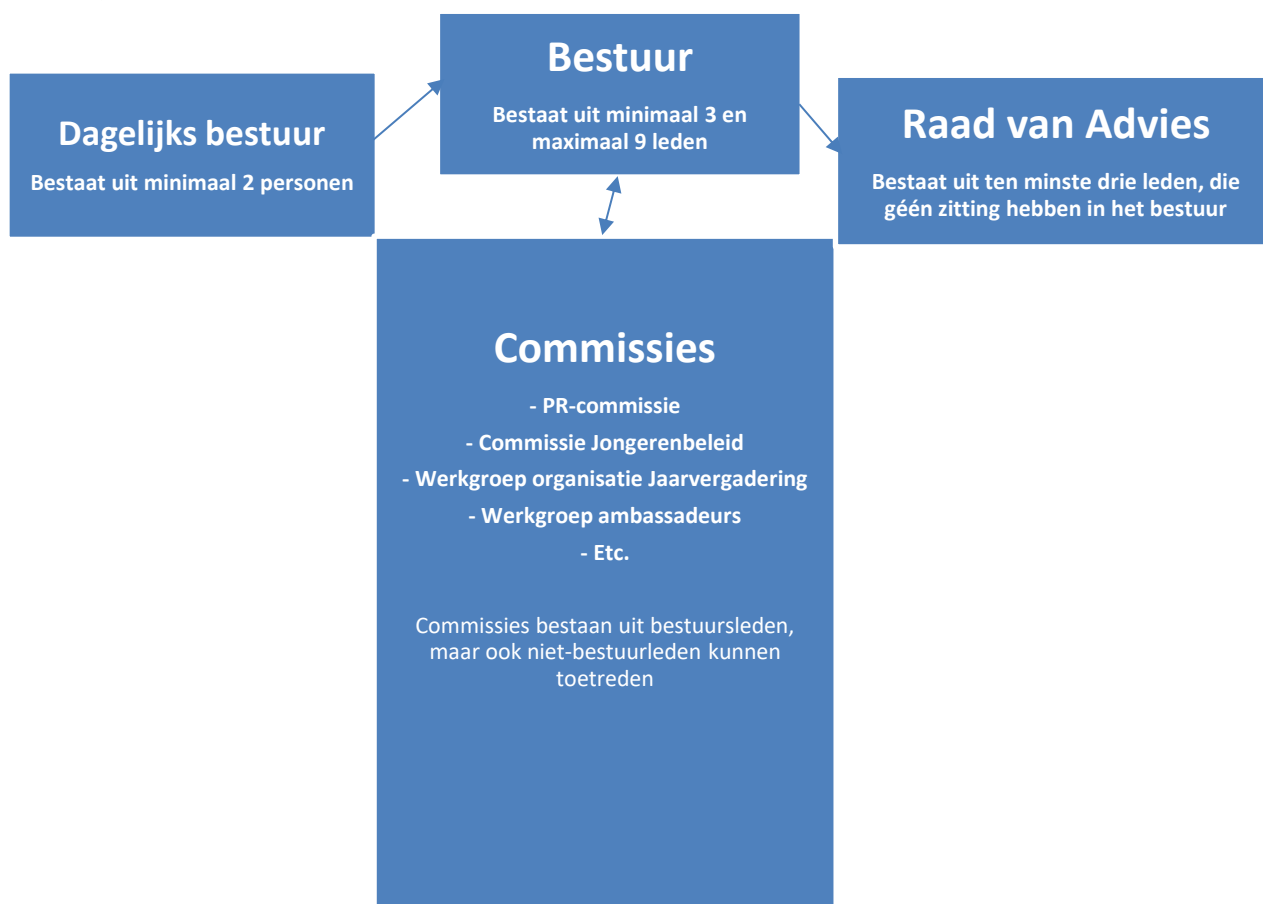 Dagelijks bestuur
Bestaat uit minimaal 2 personen
Bestuur
Bestaat uit minimaal 3 en
maximaal 9 leden
Raad van Advies
Bestaat uit ten minste drie leden, die
géén zitting hebben in het bestuur
Commissies
- PR-commissie
- Commissie Jongerenbeleid
- Werkgroep organisatie Jaarvergadering
- Werkgroep ambassadeurs
- Etc.
Commissies bestaan uit bestuursleden,
maar ook niet-bestuurleden kunnen
toetreden